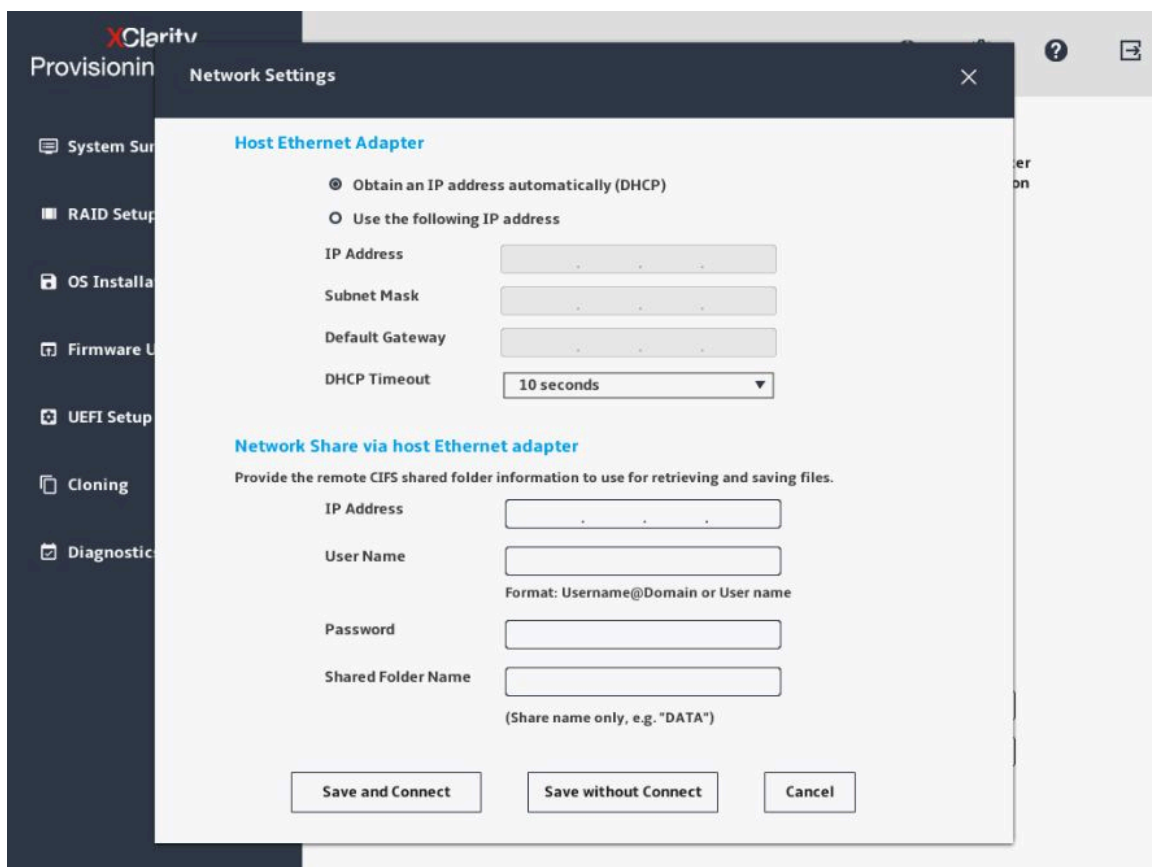 XClarity
Provisionin
Network Settings
System Sur
RAID Setup
OS Installa
Firmware U
UEFI Setup
Cloning
Diagnostic
Host Ethernet Adapter
Obtain an IP address automatically (DHCP)
Use the following IP address
IP Address
Subnet Mask
Default Gateway
DHCP Timeout
10 seconds
Network Share via host Ethernet adapter
Provide the remote CIFS shared folder information to use for retrieving and saving files.
IP Address
User Name
Format: Username@Domain or User name
Password
Shared Folder Name
(Share name only, e.g. "DATA")
Save and Connect
Save without Connect
Cancel
er
on